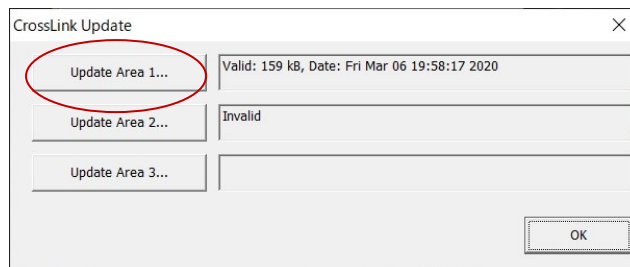 CrossLink Update
Update Area 1...
Valid: 159 kB, Date: Fri Mar 06 19:58:17 2020
Update Area 2...
Invalid
Update Area 3...
OK